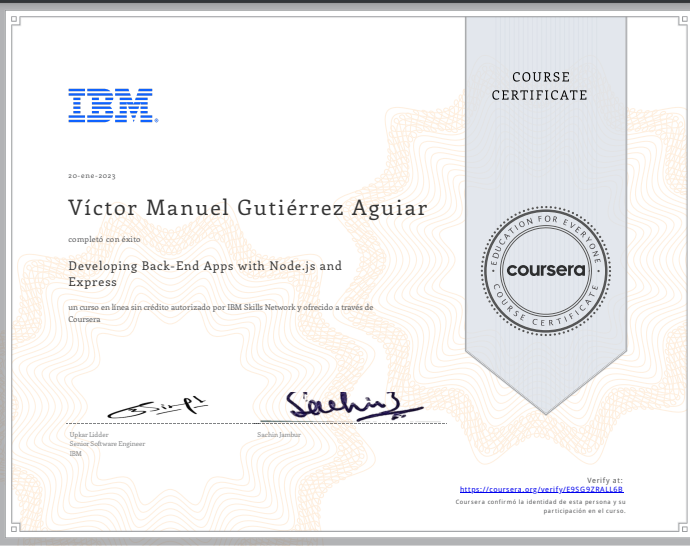 COURSE
CERTIFICATE
IBM®
20-ene-2023
Víctor Manuel Gutiérrez Aguiar
completó con éxito
Developing Back-End Apps with Node.js and
Express
un curso en línea sin crédito autorizado por IBM Skills Network y ofrecido a través de
Coursera
EDUCATION FOR EVERYONE
coursera
COURSE CERTIFICATE
Upkar Lidder
Senior Software Engineer
IBM
Sachin Jambur
Verify at:
https://coursera.org/verify/E9SG9ZRALL6B
Coursera confirmó la identidad de esta persona y su
participación en el curso.